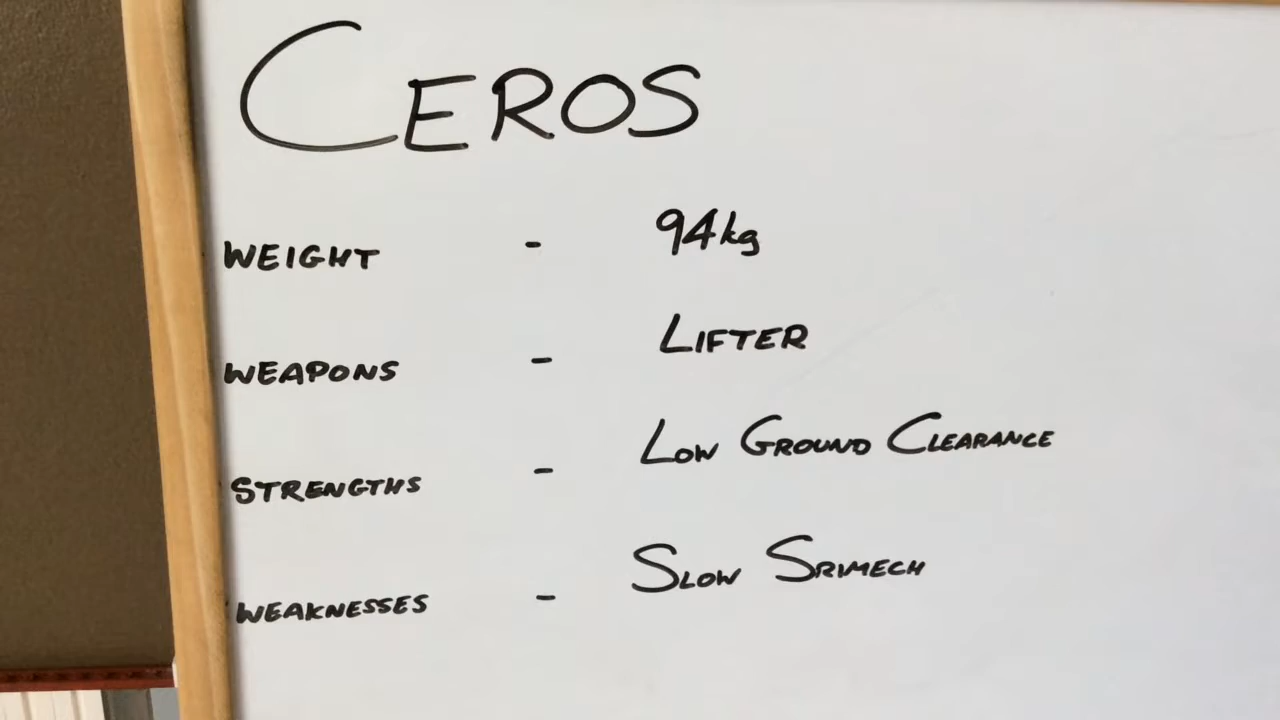 CEROS
WEIGHT - 94kg
WEAPONS - LIFTER
STRENGTHS - LOW GROUND CLEARANCE
WEAKNESSES - SLOW SRIMECH